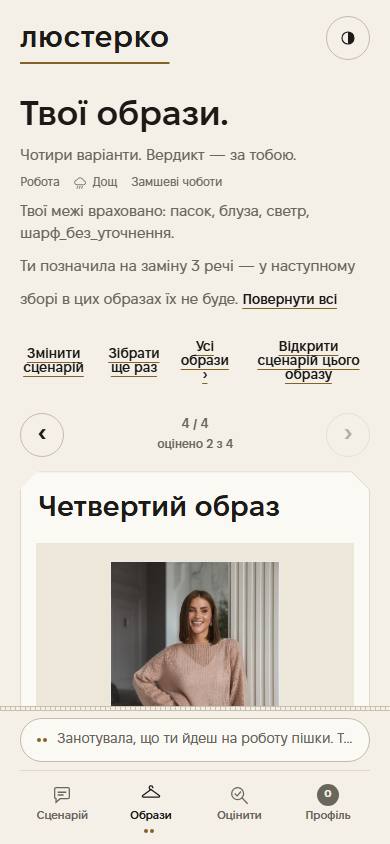 люстерко
Твої образи.
Чотири варіанти. Вердикт — за тобою.
Робота Дощ Замшеві чоботи
Твої межі враховано: пасок, блуза, светр,
шарф_без_уточнення.
Ти позначила на заміну 3 речі — у наступному
зборі в цих образах їх не буде. Повернути всі
Змінити
сценарій
Зібрати
ще раз
Усі
образи
›
Відкрити
сценарій цього
образу
‹
4 / 4
оцінено 2 з 4
›
Четвертий образ
Занотувала, що ти йдеш на роботу пішки. Т...
Сценарій
Образи
Оцінити
О
Профіль